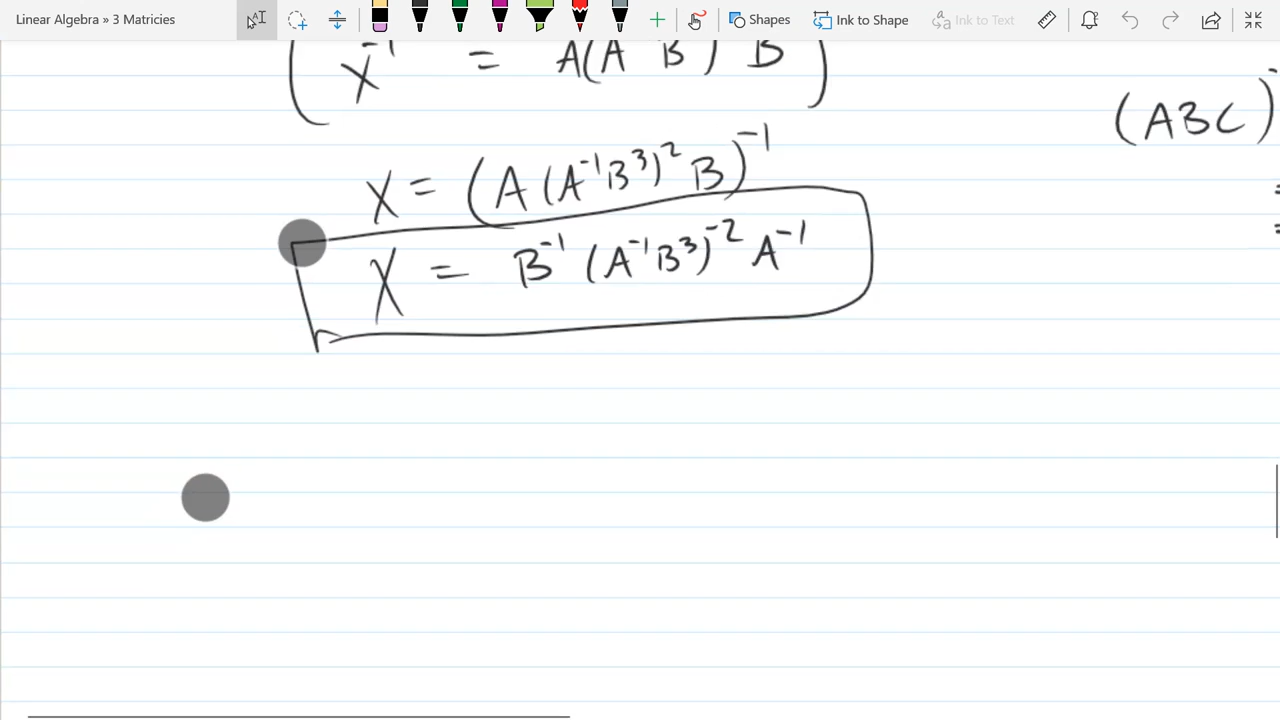 Linear Algebra » 3 Matricies
Shapes
Ink to Shape
Ink to Text
X⁻¹ = A(A B ) B
(ABC)⁻
X = (A(A⁻¹B³)²B)⁻¹
=
X = B⁻¹(A⁻¹B³)⁻²A⁻¹
=